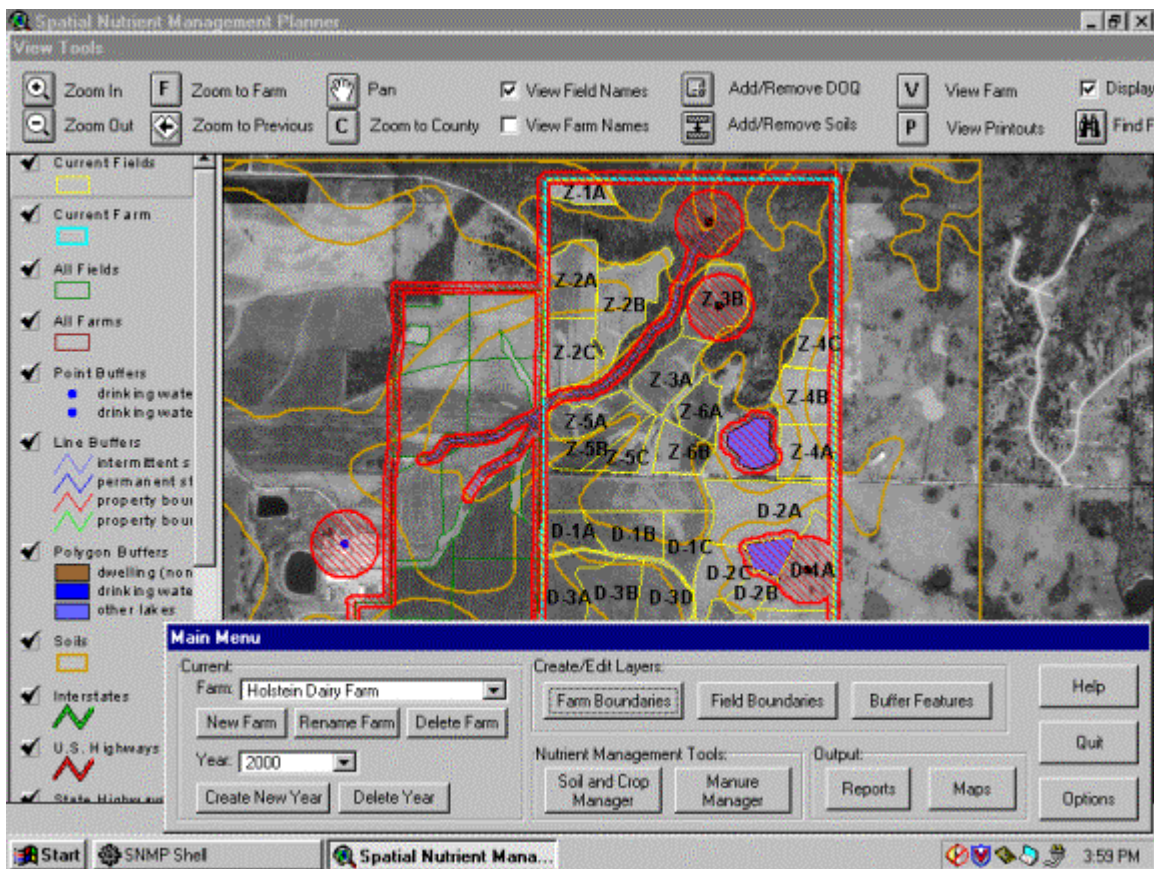 Spatial Nutrient Management Planner
View Tools
Zoom In F Zoom to Farm Pan View Field Names Add/Remove DOQ V View Farm Display
Zoom Out Zoom to Previous C Zoom to County View Farm Names Add/Remove Soils P View Printouts Find F
Current Fields
Current Farm
All Fields
All Farms
Point Buffers
drinking wate
drinking wate
Line Buffers
intermittent s
permanent st
property bou
property bou
Polygon Buffers
dwelling (non
drinking wate
other lakes
Soils
Interstates
U.S. Highways
State Highways
Z-1A
Z-2A
Z-2B
Z-3B
Z-2C
Z-4C
Z-3A
Z-4B
Z-6A
Z-5A
Z-5B
Z-5C
Z-6B
Z-4A
D-2A
D-1A
D-1B
D-1C
D-2C
D-4A
D-3A
D-3B
D-3D
D-2B
Main Menu
Current:
Farm: Holstein Dairy Farm
New Farm Rename Farm Delete Farm
Year: 2000
Create New Year Delete Year
Create/Edit Layers:
Farm Boundaries Field Boundaries Buffer Features
Nutrient Management Tools:
Soil and Crop Manager
Manure Manager
Output:
Reports Maps
Help
Quit
Options
Start SNMP Shell Spatial Nutrient Mana... 3:59 PM